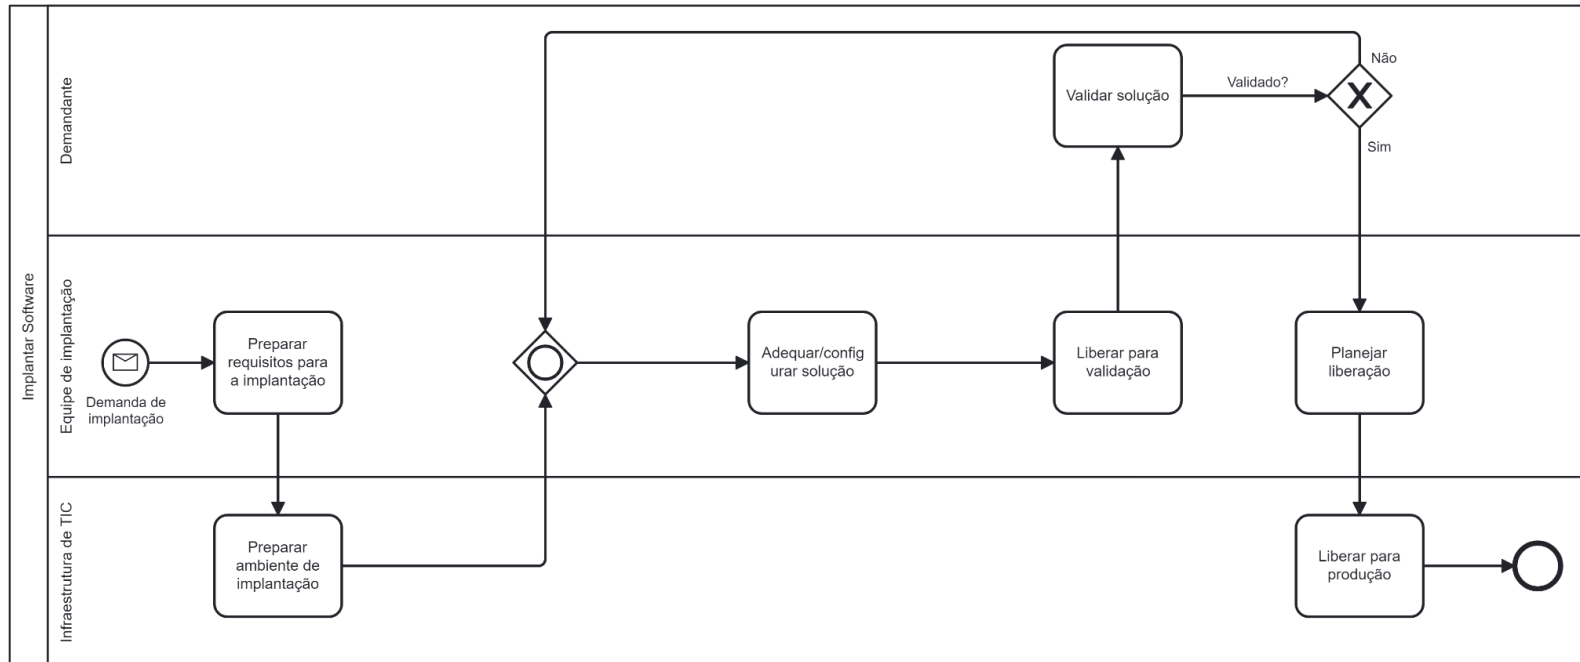 Implantar Software
Demandante
Validar solução
Validado?
Não
Sim
Equipe de implantação
Demanda de
implantação
Preparar
requisitos para
a implantação
Adequar/config
urar solução
Liberar para
validação
Planejar
liberação
Infraestrutura de TIC
Preparar
ambiente de
implantação
Liberar para
produção